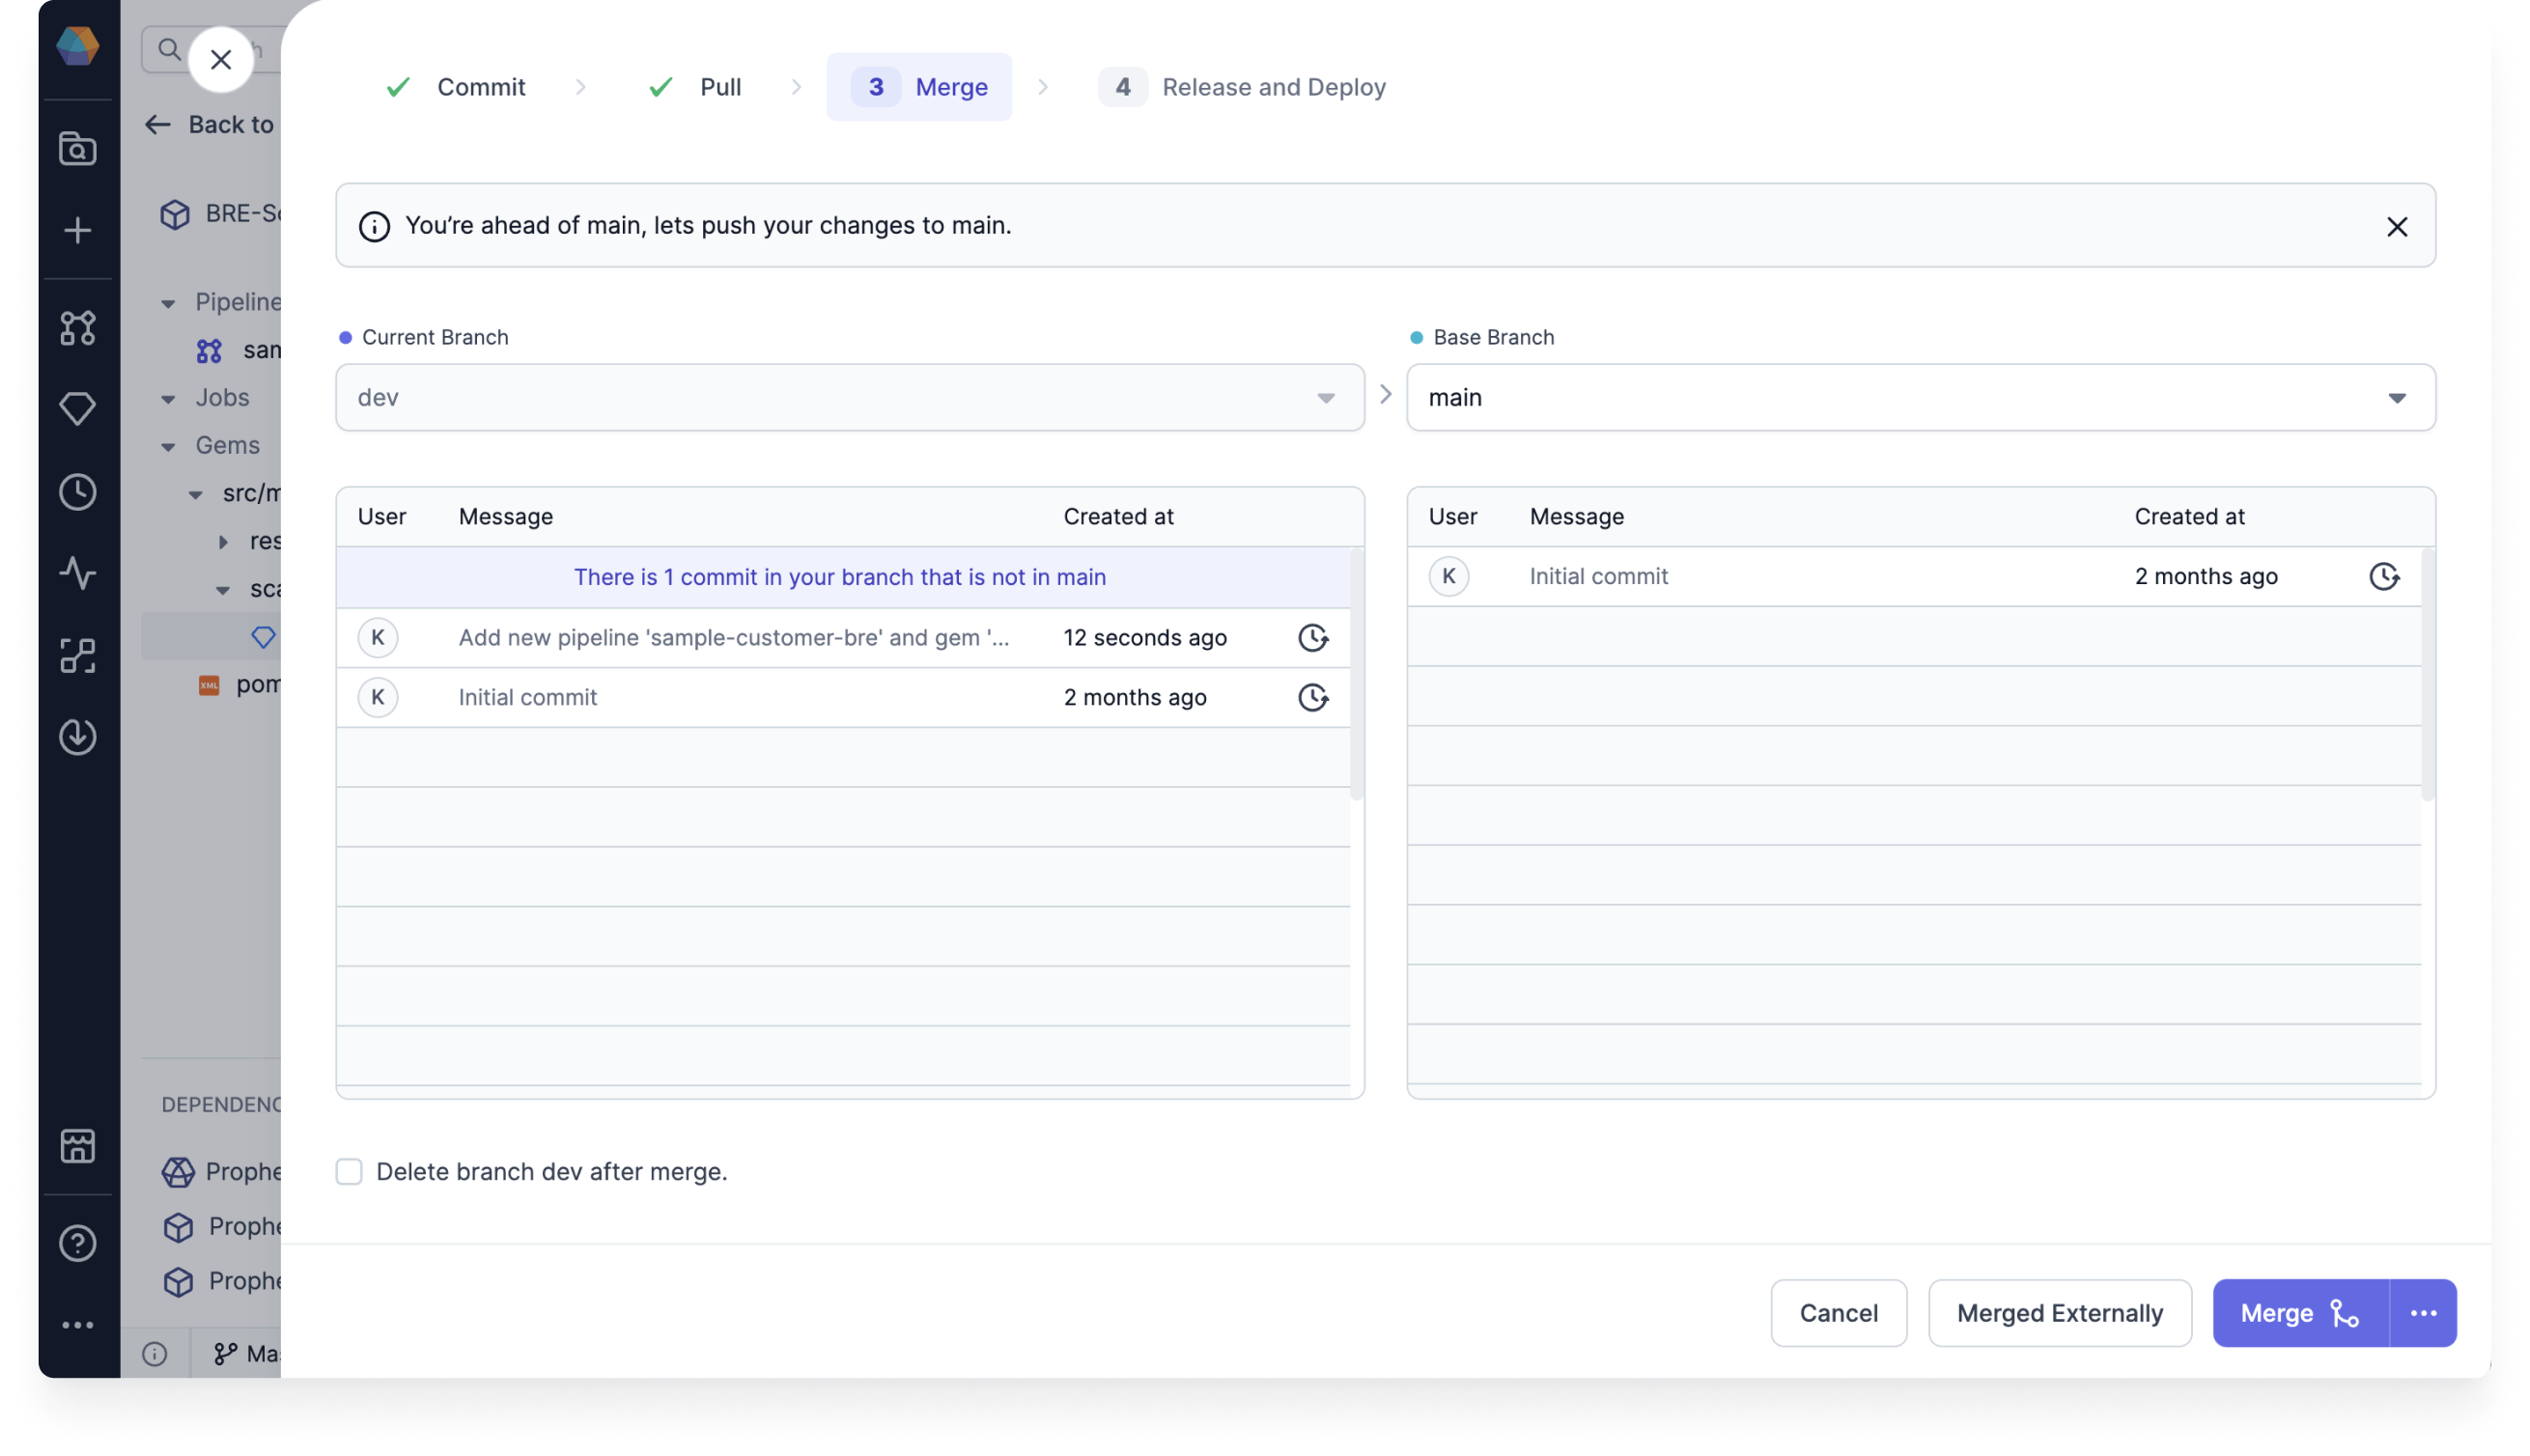 Commit
Pull
3 Merge
4 Release and Deploy
Back to
BRE-Sc
Pipeline
sam
Jobs
Gems
src/m
res
sca
XML pom
DEPENDENC
Prophe
Prophe
Prophe
Mas
You’re ahead of main, lets push your changes to main.
Current Branch
dev
Base Branch
main
User Message Created at
There is 1 commit in your branch that is not in main
K Add new pipeline 'sample-customer-bre' and gem '... 12 seconds ago
K Initial commit 2 months ago
User Message Created at
K Initial commit 2 months ago
Delete branch dev after merge.
Cancel
Merged Externally
Merge